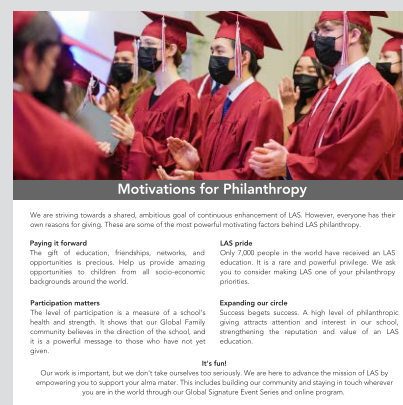 Motivations for Philanthropy
We are striving towards a shared, ambitious goal of continuous enhancement of LAS. However, everyone has their
own reasons for giving. These are some of the most powerful motivating factors behind LAS philanthropy.
Paying it forward
The gift of education, friendships, networks, and
opportunities is precious. Help us provide amazing
opportunities to children from all socio-economic
backgrounds around the world.
LAS pride
Only 7,000 people in the world have received an LAS
education. It is a rare and powerful privilege. We ask
you to consider making LAS one of your philanthropy
priorities.
Participation matters
The level of participation is a measure of a school's
health and strength. It shows that our Global Family
community believes in the direction of the school, and
it is a powerful message to those who have not yet
given.
Expanding our circle
Success begets success. A high level of philanthropic
giving attracts attention and interest in our school,
strengthening the reputation and value of an LAS
education.
It's fun!
Our work is important, but we don't take ourselves too seriously. We are here to advance the mission of LAS by
empowering you to support your alma mater. This includes building our community and staying in touch wherever
you are in the world through our Global Signature Event Series and online program.